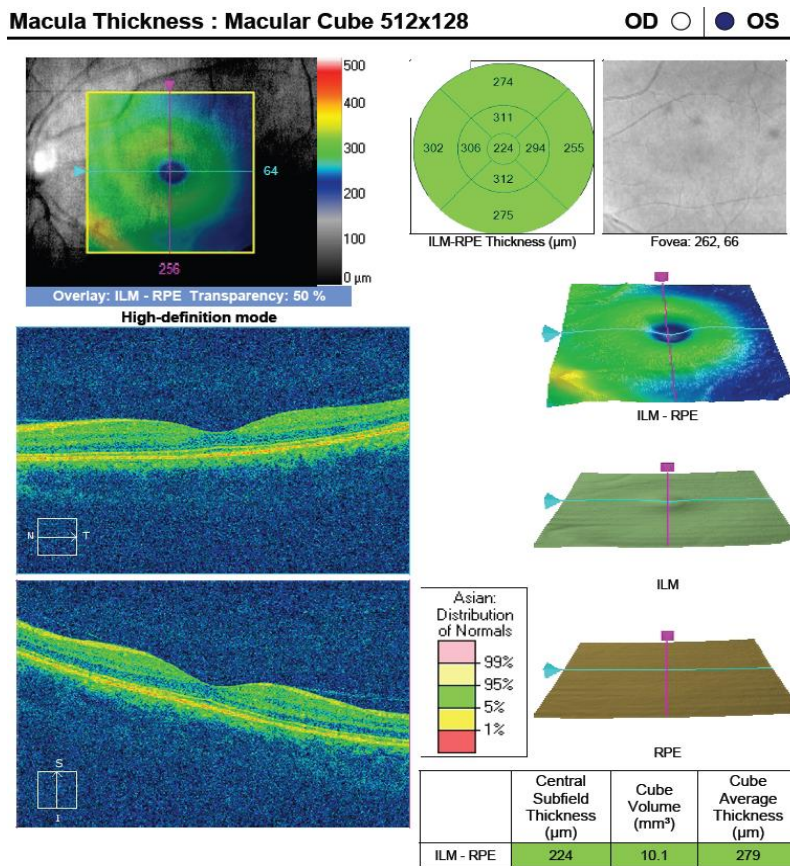 Macula Thickness : Macular Cube 512x128 OD OS
500
400
300
200
100
0 µm
64
256
Overlay: ILM - RPE Transparency: 50 %
274
311
302 306 224 294 255
312
275
ILM-RPE Thickness (µm)
Fovea: 262, 66
High-definition mode
N T
S
I
ILM - RPE
ILM
RPE
Asian:
Distribution
of Normals
99%
95%
5%
1%
Central
Subfield
Thickness
(µm)
Cube
Volume
(mm³)
Cube
Average
Thickness
(µm)
ILM - RPE 224 10.1 279